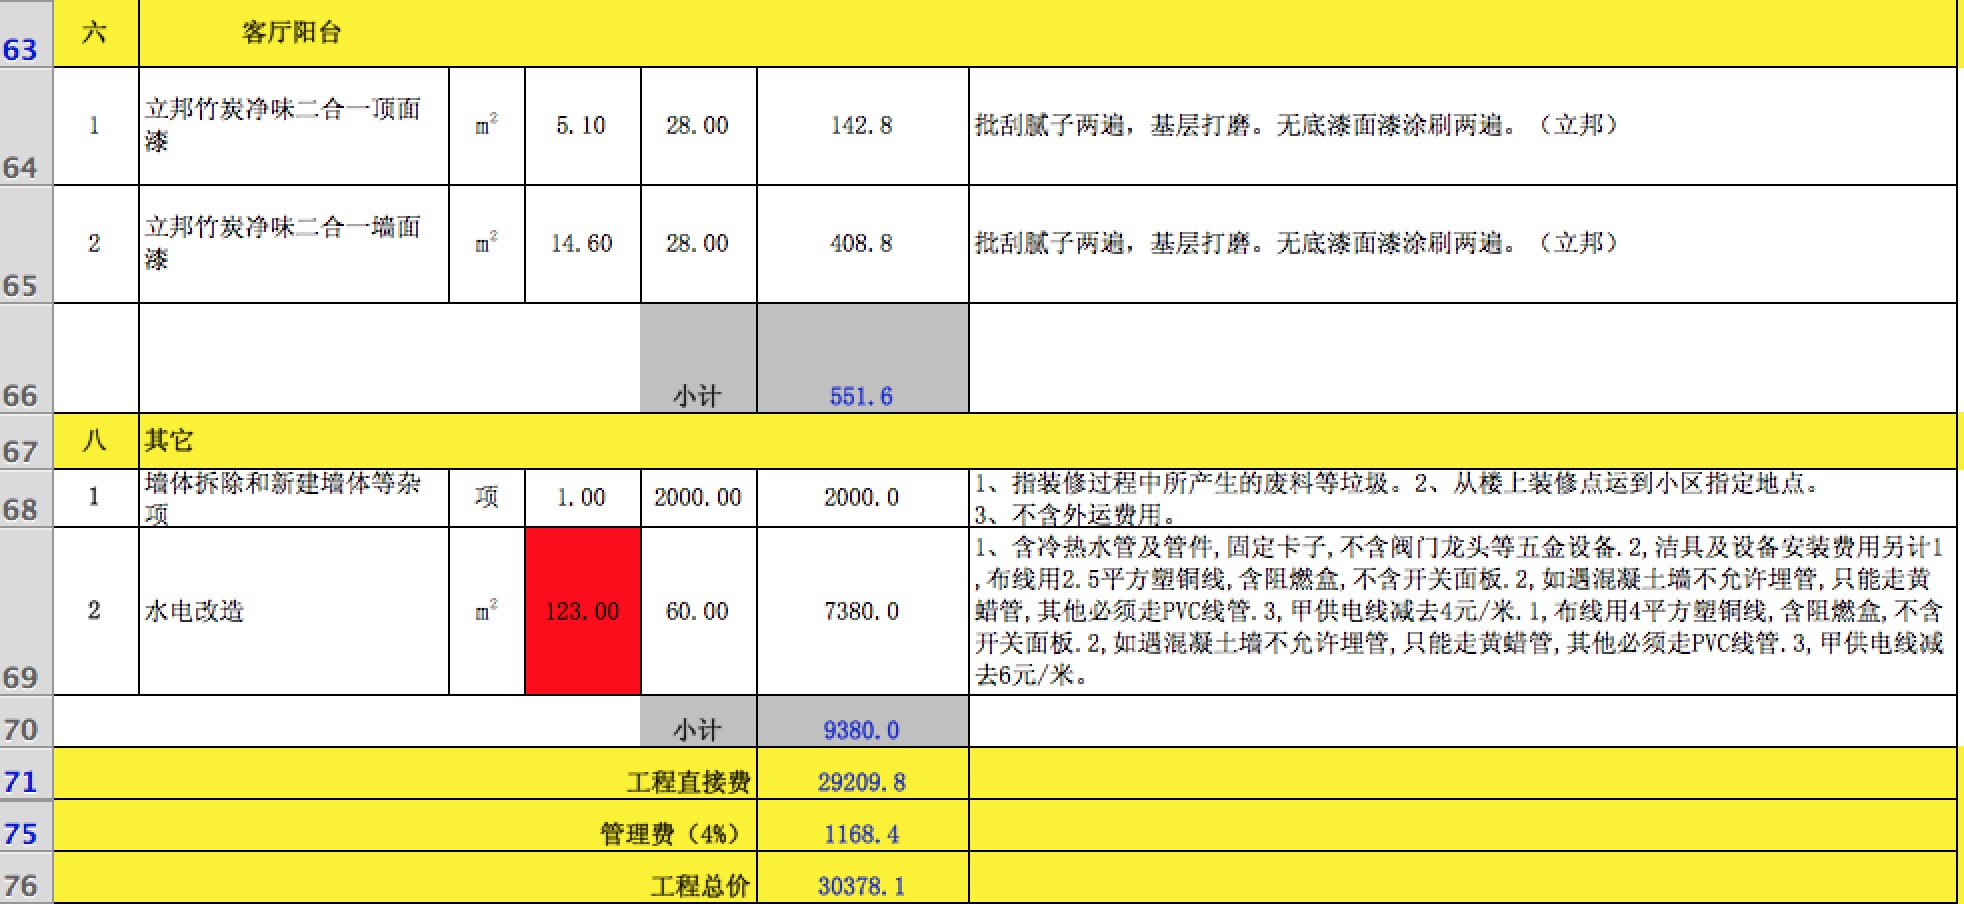 63 六 客厅阳台
64 1 立邦竹炭净味二合一顶面漆 m² 5.10 28.00 142.8 批刮腻子两遍，基层打磨。无底漆面漆涂刷两遍。（立邦）
65 2 立邦竹炭净味二合一墙面漆 m² 14.60 28.00 408.8 批刮腻子两遍，基层打磨。无底漆面漆涂刷两遍。（立邦）
66 小计 551.6
67 八 其它
68 1 墙体拆除和新建墙体等杂项 项 1.00 2000.00 2000.0 1、指装修过程中所产生的废料等垃圾。2、从楼上装修点运到小区指定地点。
3、不含外运费用。
69 2 水电改造 m² 123.00 60.00 7380.0 1、含冷热水管及管件,固定卡子,不含阀门龙头等五金设备.2,洁具及设备安装费用另计1
,布线用2.5平方塑铜线,含阻燃盒,不含开关面板.2,如遇混凝土墙不允许埋管,只能走黄
蜡管,其他必须走PVC线管.3,甲供电线减去4元/米.1,布线用4平方塑铜线,含阻燃盒,不含
开关面板.2,如遇混凝土墙不允许埋管,只能走黄蜡管,其他必须走PVC线管.3,甲供电线减
去6元/米。
70 小计 9380.0
71 工程直接费 29209.8
75 管理费（4%） 1168.4
76 工程总价 30378.1